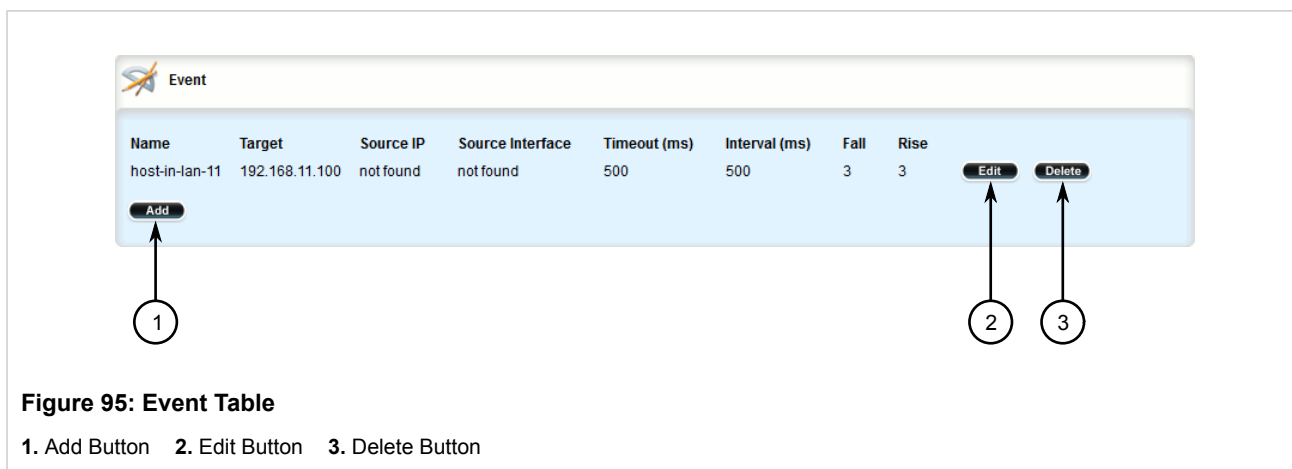 Event
Name Target Source IP Source Interface Timeout (ms) Interval (ms) Fall Rise
host-in-lan-11 192.168.11.100 not found not found 500 500 3 3 Edit Delete
Add
1 2 3
Figure 95: Event Table
1. Add Button 2. Edit Button 3. Delete Button